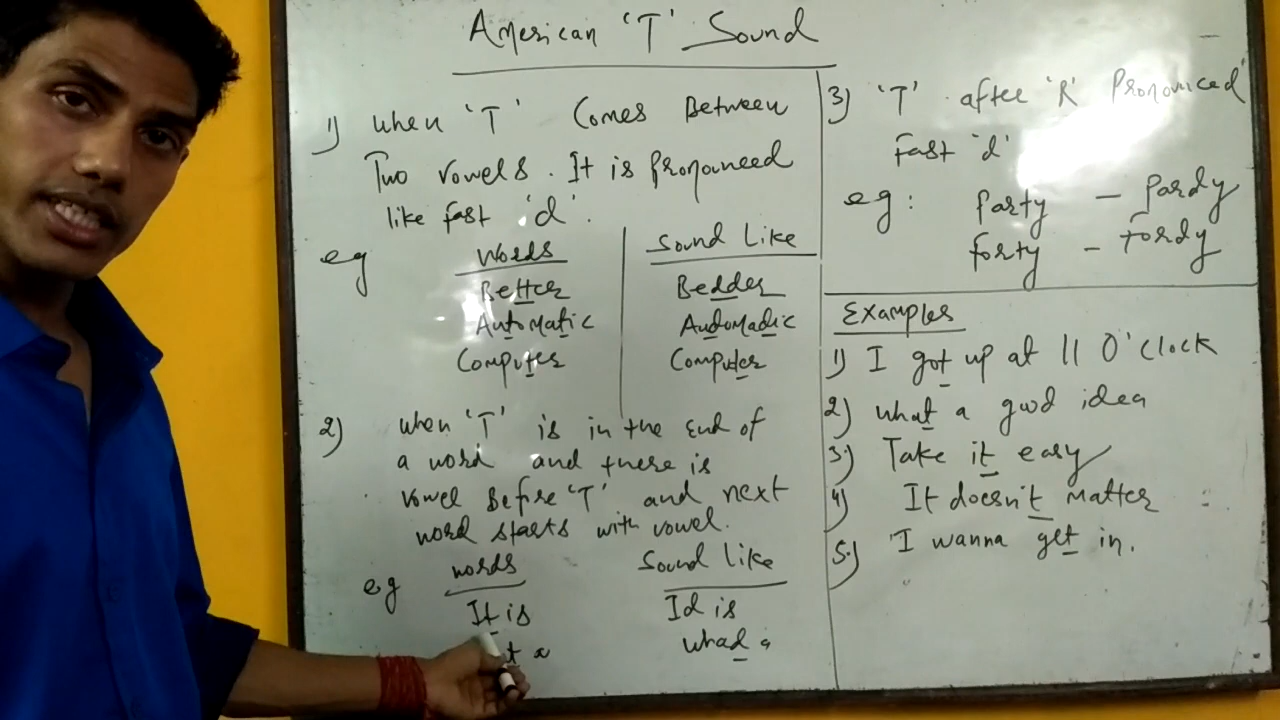 American 'T' Sound
1) when 'T' Comes Between
Two vowels. It is Pronounced
like fast 'd'.
eg Words Sound Like
Better Bedder
Automatic Audomadic
Computer Compuder
2) when 'T' is in the End of
a word and there is
vowel Before 'T' and next
word starts with vowel.
eg words Sound like
It is Id is
t a whad a
3) 'T' after 'R' Pronounced
Fast 'd'
eg: Party - Pardy
forty - fordy
Examples
1) I got up at 11 O'clock
2) what a good idea
3) Take it easy
4) It doesn't matter
5) I wanna get in.